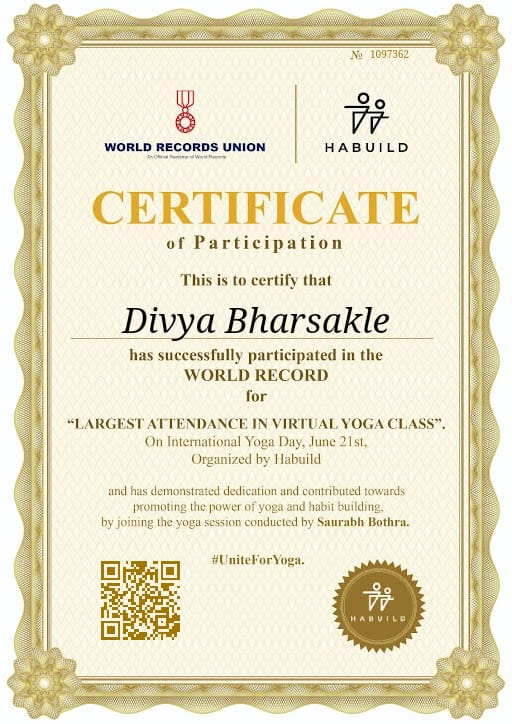 № 1097362
WORLD RECORDS UNION
An Official Registrar of World Records
HABUILD
CERTIFICATE
of Participation
This is to certify that
Divya Bharsakle
has successfully participated in the
WORLD RECORD
for
“LARGEST ATTENDANCE IN VIRTUAL YOGA CLASS”.
On International Yoga Day, June 21st,
Organized by Habuild
and has demonstrated dedication and contributed towards
promoting the power of yoga and habit building,
by joining the yoga session conducted by Saurabh Bothra.
#UniteForYoga.
HABUILD